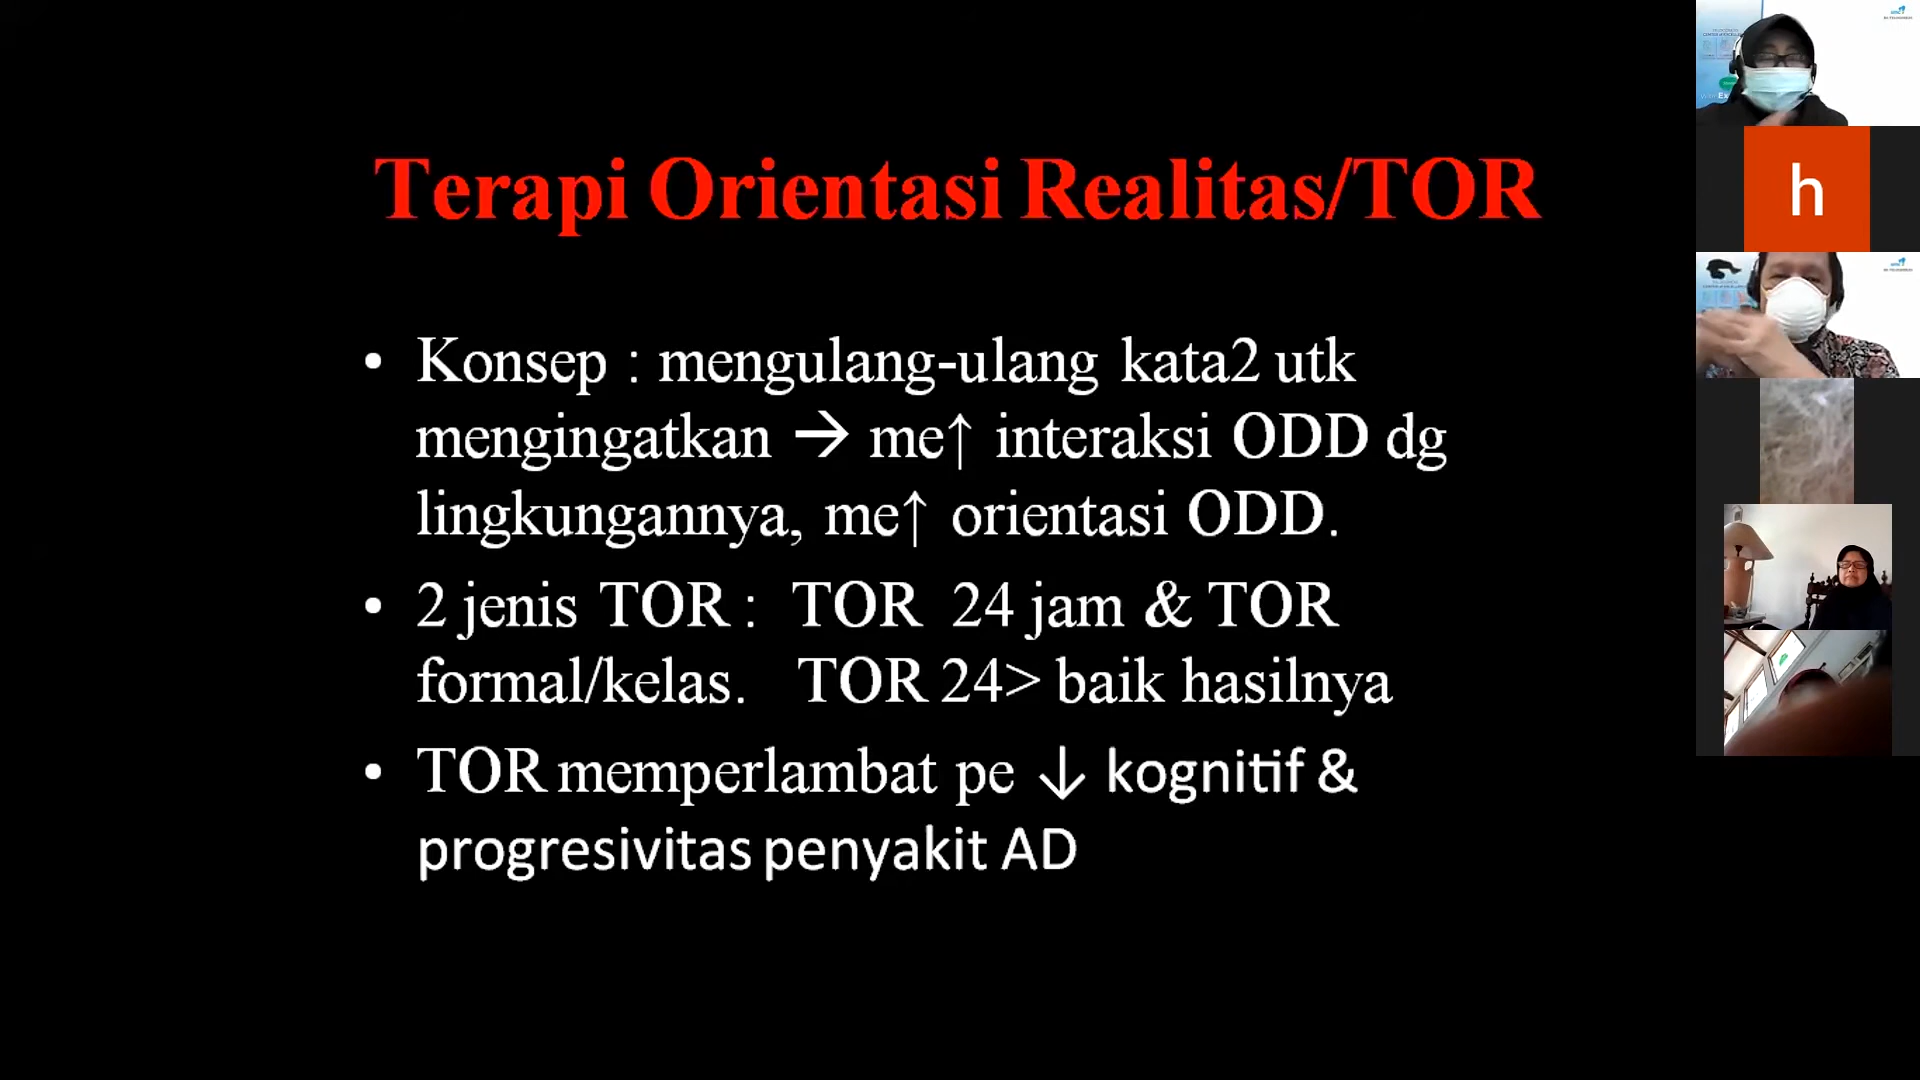 Terapi Orientasi Realitas/TOR
• Konsep : mengulang-ulang kata2 utk
mengingatkan → me↑ interaksi ODD dg
lingkungannya, me↑ orientasi ODD.
• 2 jenis TOR : TOR 24 jam & TOR
formal/kelas. TOR 24> baik hasilnya
• TOR memperlambat pe ↓ kognitif &
progresivitas penyakit AD
h